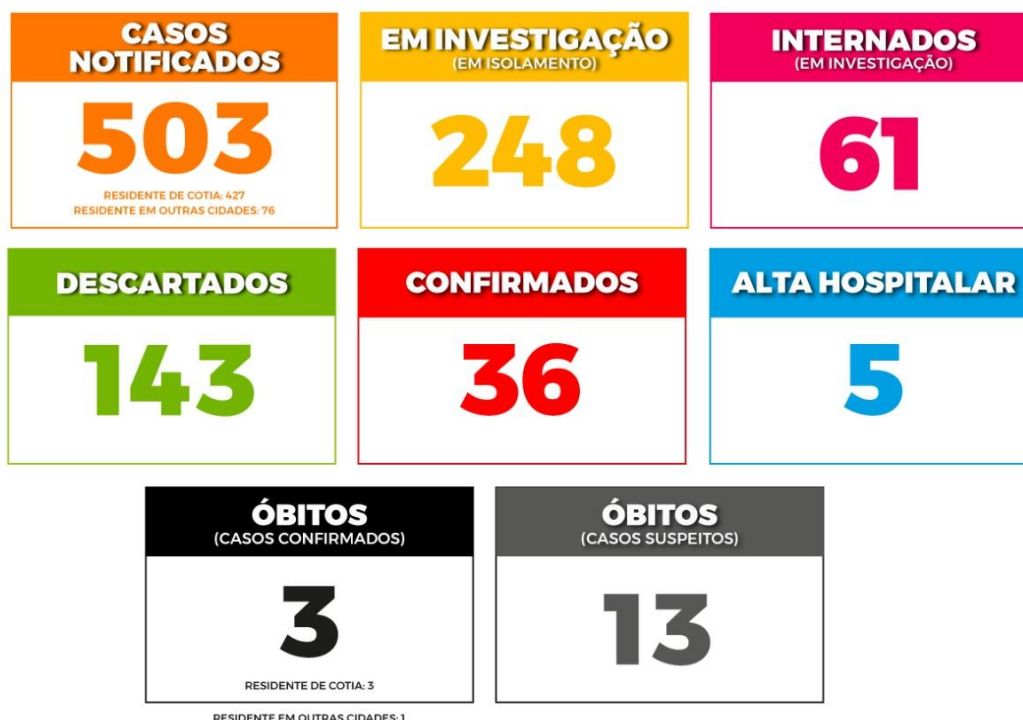 CASOS
NOTIFICADOS
503
RESIDENTE DE COTIA: 427
RESIDENTE EM OUTRAS CIDADES: 76
EM INVESTIGAÇÃO
(EM ISOLAMENTO)
248
INTERNADOS
(EM INVESTIGAÇÃO)
61
DESCARTADOS
143
CONFIRMADOS
36
ALTA HOSPITALAR
5
ÓBITOS
(CASOS CONFIRMADOS)
3
RESIDENTE DE COTIA: 3
RESIDENTE EM OUTRAS CIDADES: 1
ÓBITOS
(CASOS SUSPEITOS)
13